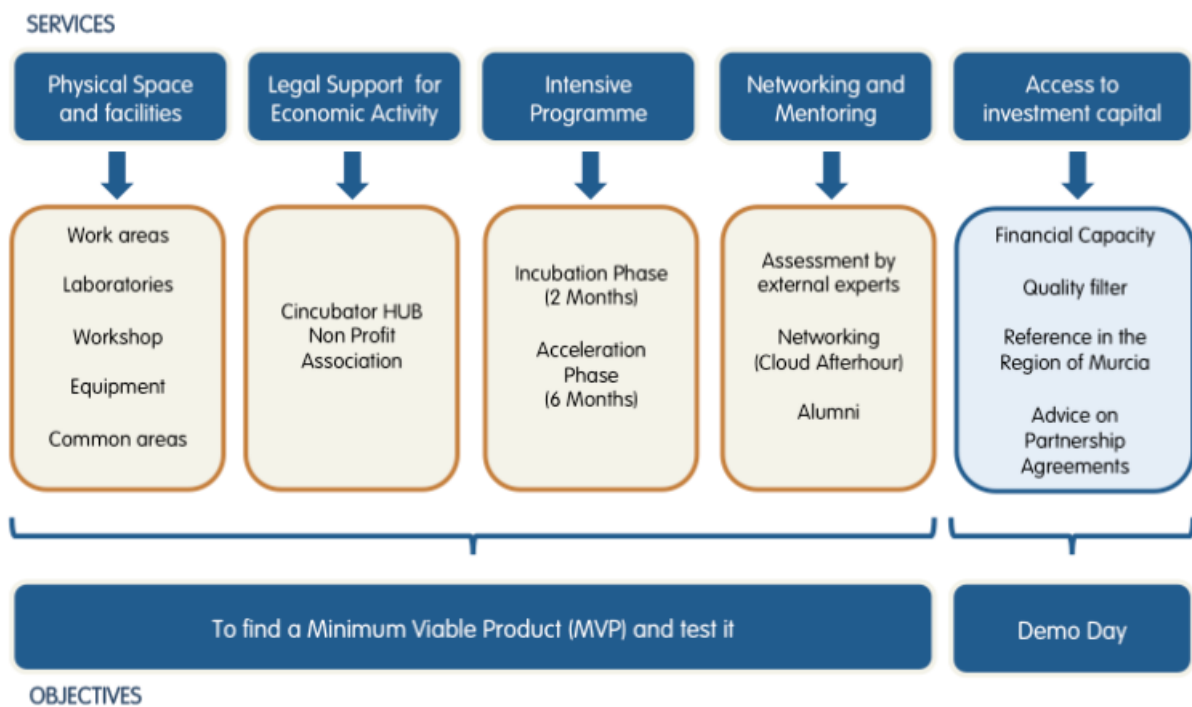 SERVICES
Physical Space
and facilities
Legal Support for
Economic Activity
Intensive
Programme
Networking and
Mentoring
Access to
investment capital
Work areas
Laboratories
Workshop
Equipment
Common areas
Cincubator HUB
Non Profit
Association
Incubation Phase
(2 Months)
Acceleration
Phase
(6 Months)
Assessment by
external experts
Networking
(Cloud Afterhour)
Alumni
Financial Capacity
Quality filter
Reference in the
Region of Murcia
Advice on
Partnership
Agreements
To find a Minimum Viable Product (MVP) and test it
Demo Day
OBJECTIVES